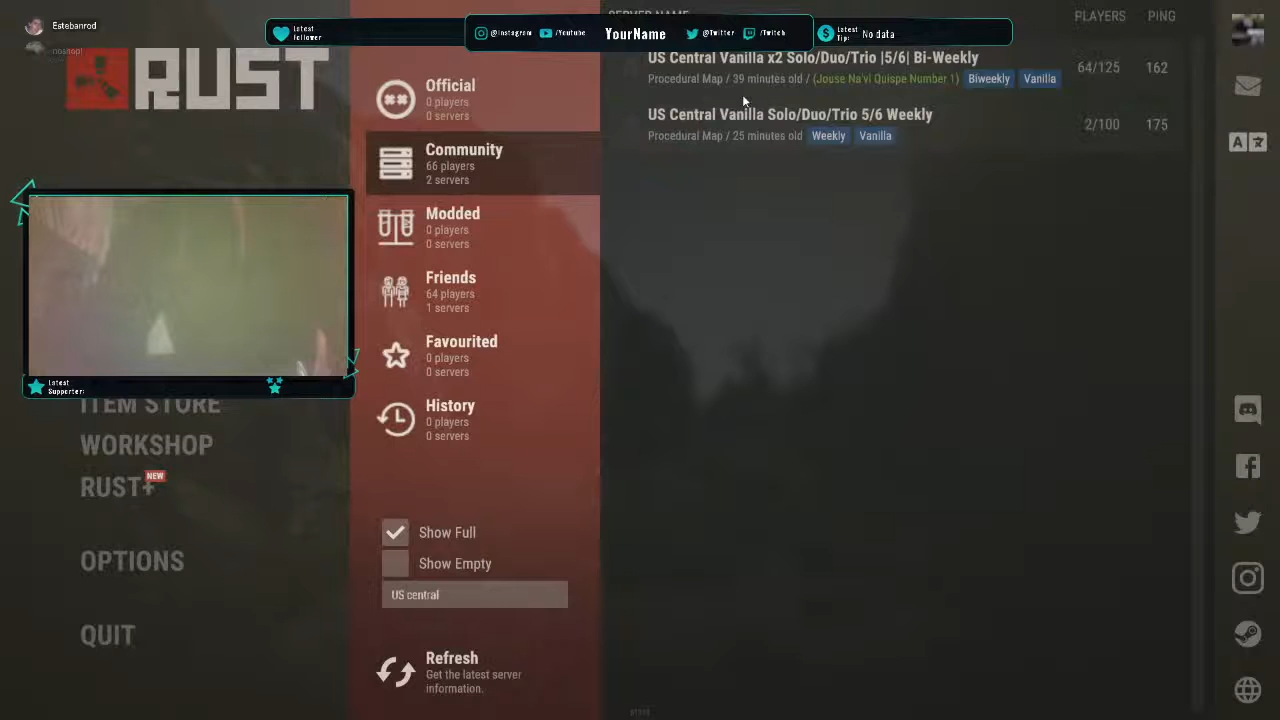 Estebanrod
RUST
ITEM STORE
WORKSHOP
RUST+
NEW
OPTIONS
QUIT
Latest
Follower
@Instagram
/Youtube
YourName
@Twitter
/Twitch
Latest
Tip:
No data
Latest
Supporter:
Official
0 players
0 servers
Community
66 players
2 servers
Modded
0 players
0 servers
Friends
64 players
1 servers
Favourited
0 players
0 servers
History
0 players
0 servers
Show Full
Show Empty
US central
Refresh
Get the latest server
information.
SERVER NAME
PLAYERS
PING
US Central Vanilla x2 Solo/Duo/Trio |5/6| Bi-Weekly
Procedural Map / 39 minutes old / (Jouse Na'vi Quispe Number 1) Biweekly Vanilla
64/125
162
US Central Vanilla Solo/Duo/Trio 5/6 Weekly
Procedural Map / 25 minutes old Weekly Vanilla
2/100
175